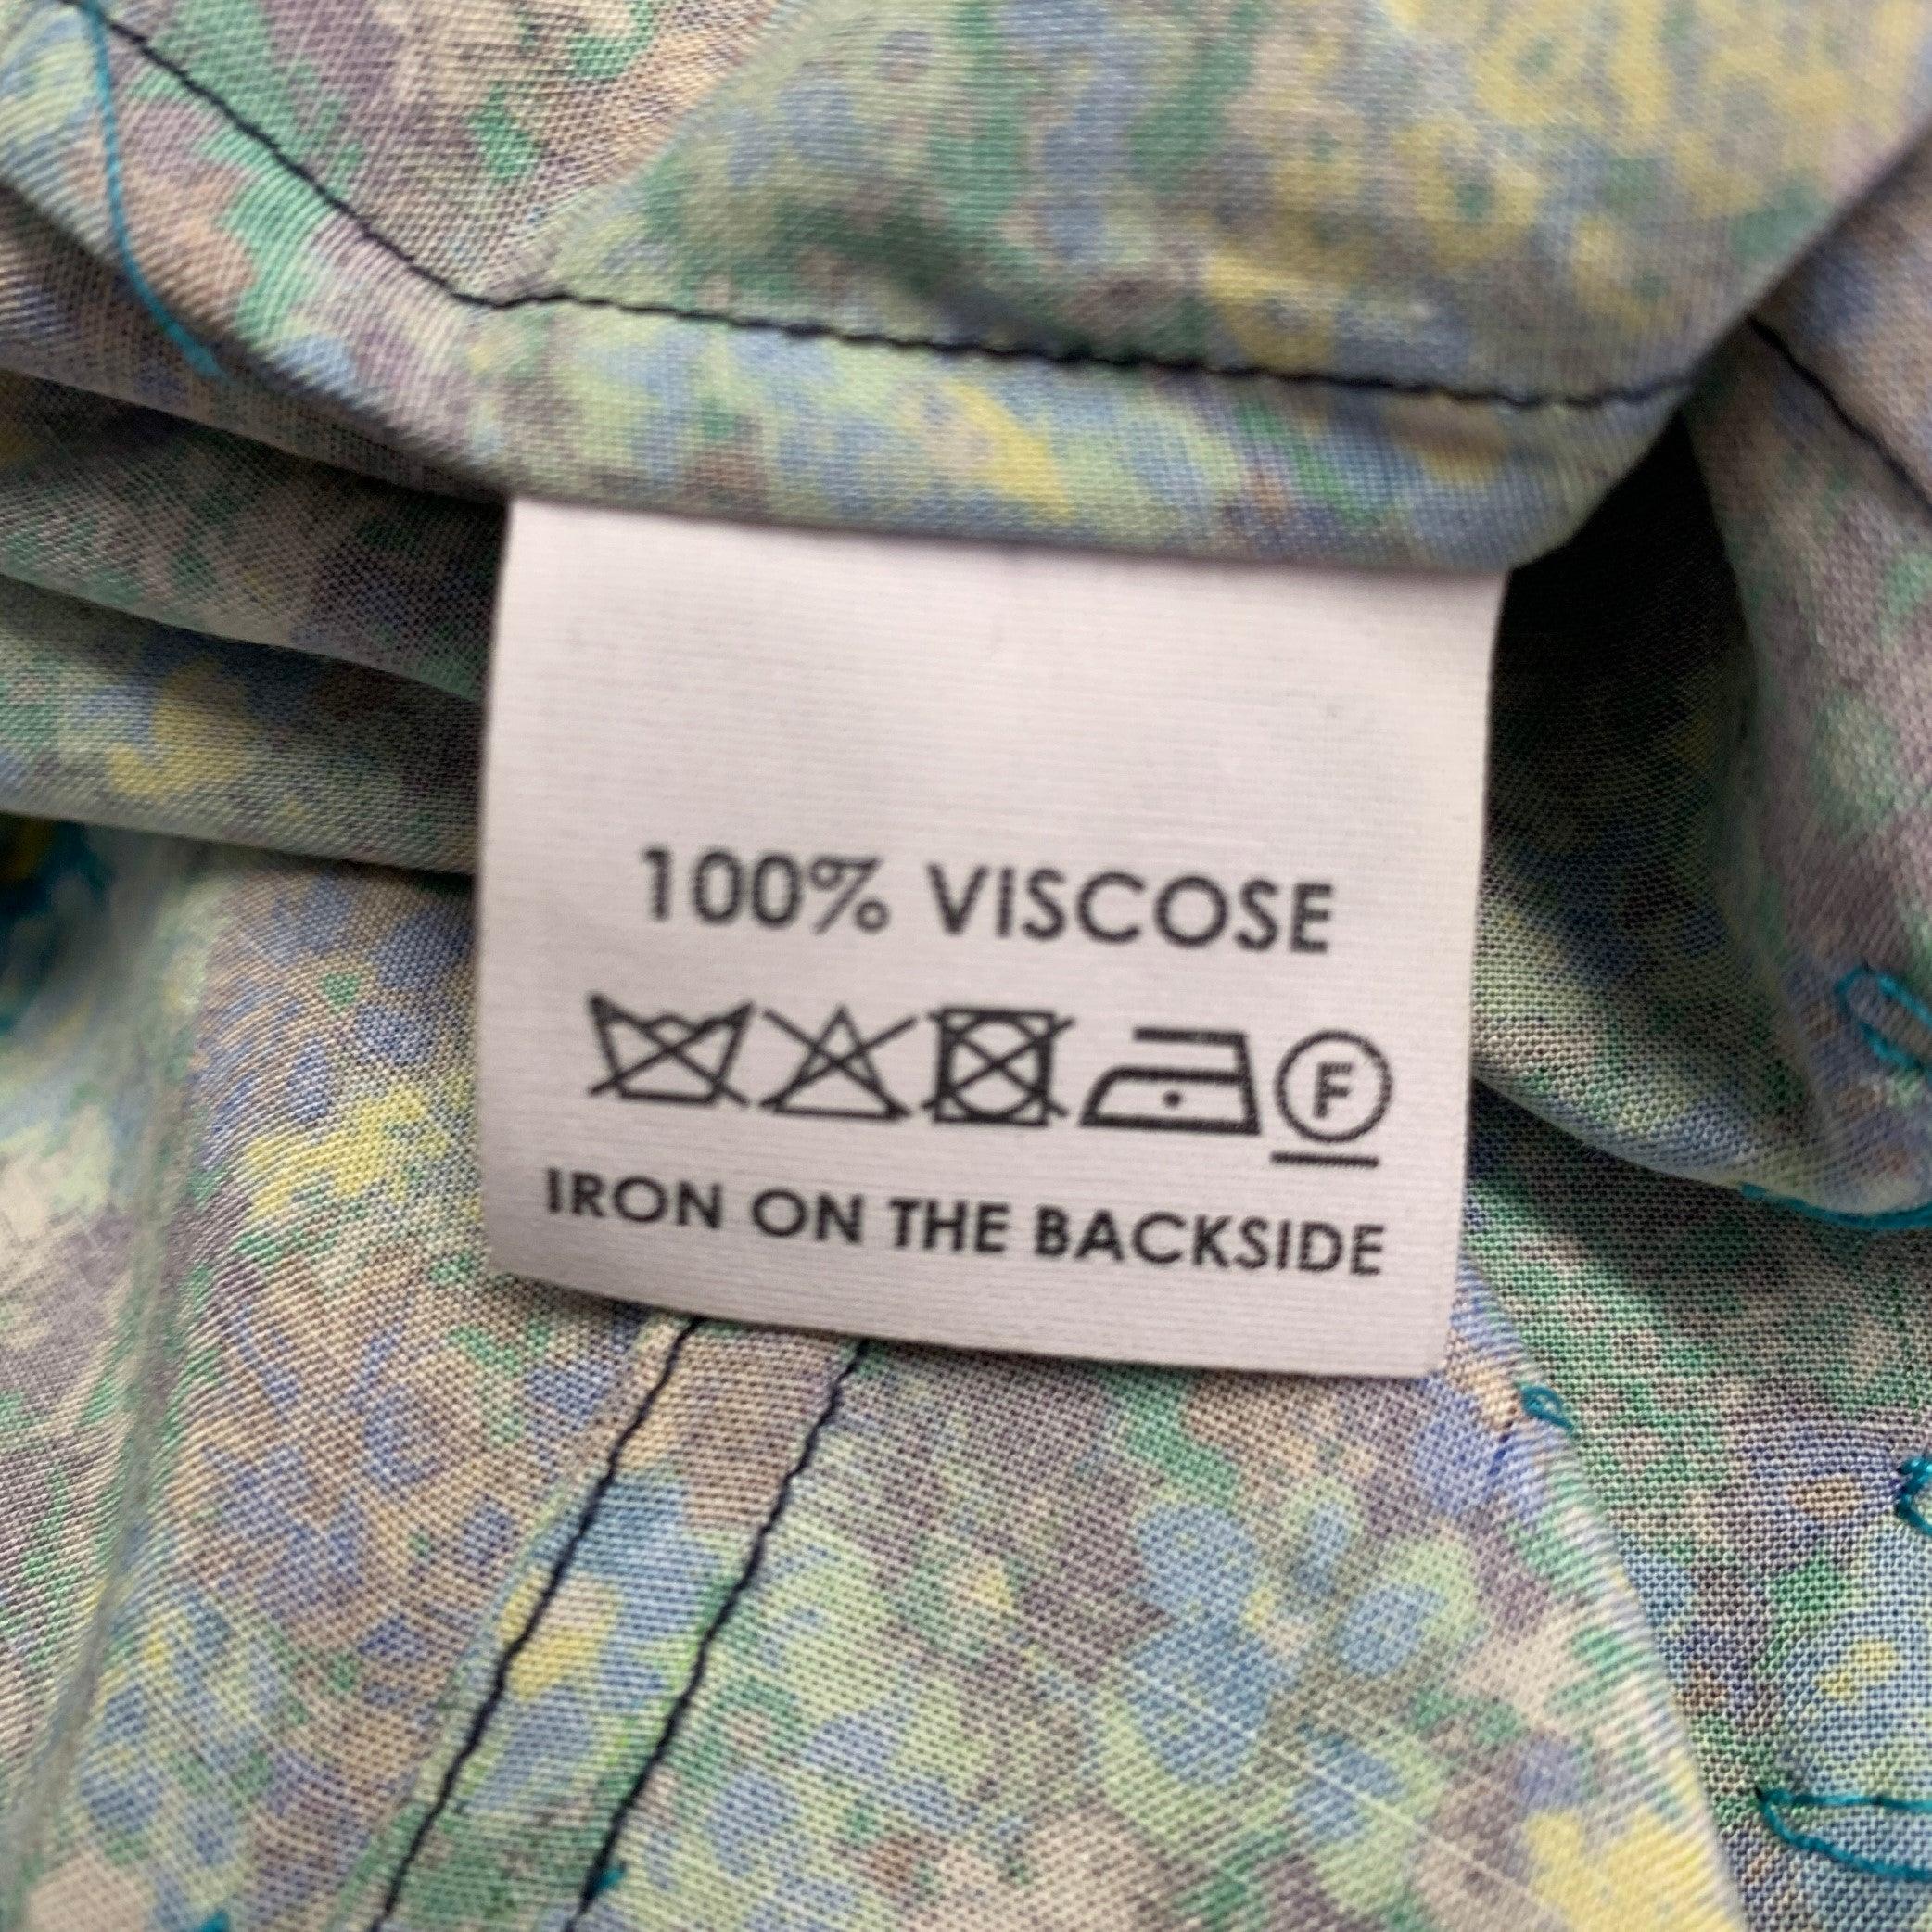 100% VISCOSE
F
IRON ON THE BACKSIDE